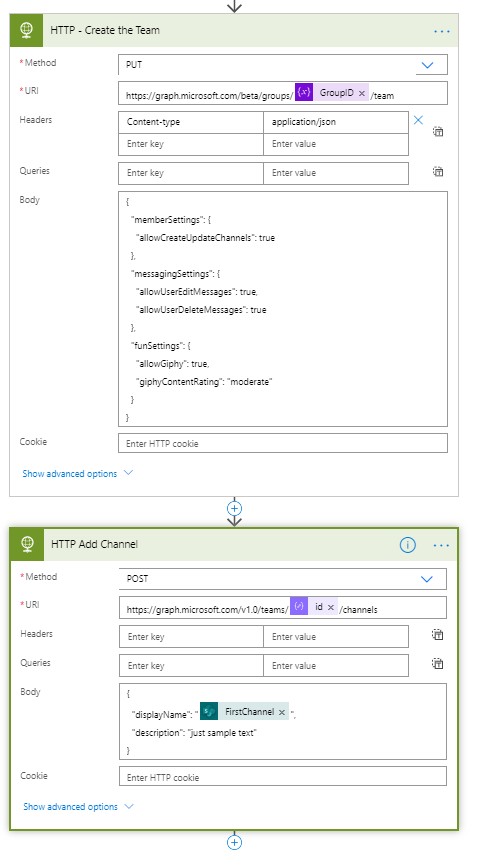 HTTP - Create the Team
* Method PUT
* URI https://graph.microsoft.com/beta/groups/ {x} GroupID × /team
Headers Content-type application/json
Enter key Enter value
Queries Enter key Enter value
Body {
"memberSettings": {
"allowCreateUpdateChannels": true
},
"messagingSettings": {
"allowUserEditMessages": true,
"allowUserDeleteMessages": true
},
"funSettings": {
"allowGiphy": true,
"giphyContentRating": "moderate"
}
}
Cookie Enter HTTP cookie
Show advanced options
HTTP Add Channel
* Method POST
* URI https://graph.microsoft.com/v1.0/teams/ id × /channels
Headers Enter key Enter value
Queries Enter key Enter value
Body {
"displayName": " FirstChannel × ",
"description": "just sample text"
}
Cookie Enter HTTP cookie
Show advanced options